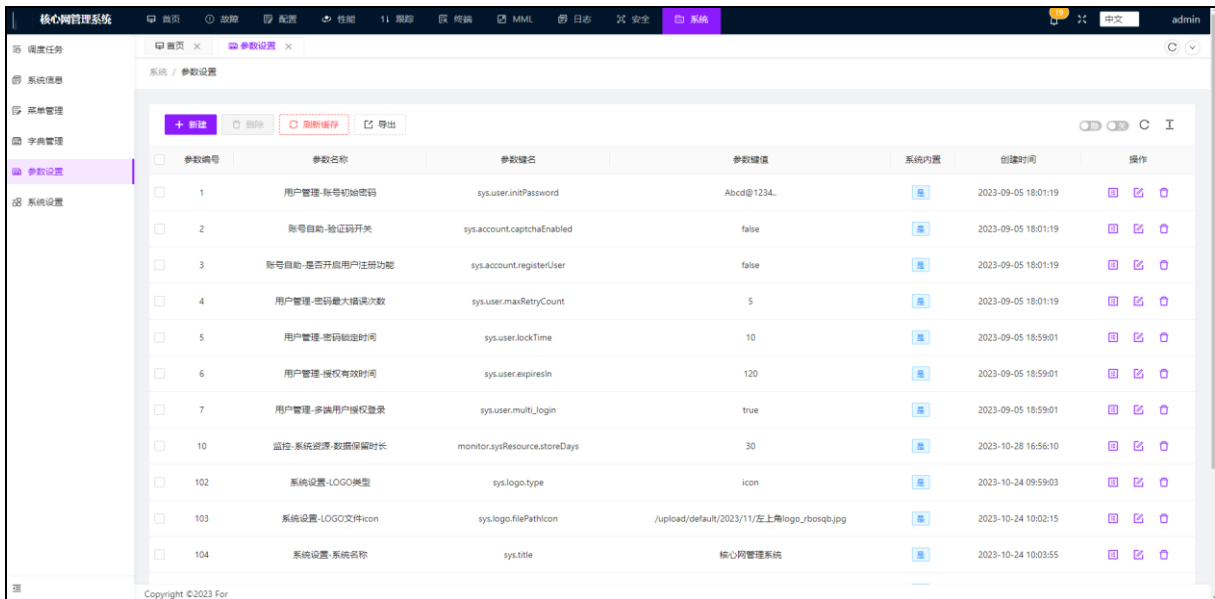 核心网管理系统 首页 故障 配置 性能 跟踪 终端 MML 日志 安全 系统 19 中文 admin
调度任务
系统信息
菜单管理
字典管理
参数设置
系统设置
首页 × 参数设置 ×
系统 / 参数设置
+ 新建 删除 刷新缓存 导出
参数编号 参数名称 参数键名 参数键值 系统内置 创建时间 操作
1 用户管理-账号初始密码 sys.user.initPassword Abcd@1234.. 是 2023-09-05 18:01:19
2 账号自助-验证码开关 sys.account.captchaEnabled false 是 2023-09-05 18:01:19
3 账号自助-是否开启用户注册功能 sys.account.registerUser false 是 2023-09-05 18:01:19
4 用户管理-密码最大错误次数 sys.user.maxRetryCount 5 是 2023-09-05 18:01:19
5 用户管理-密码锁定时间 sys.user.lockTime 10 是 2023-09-05 18:59:01
6 用户管理-授权有效时间 sys.user.expiresIn 120 是 2023-09-05 18:59:01
7 用户管理-多端用户授权登录 sys.user.multi_login true 是 2023-09-05 18:59:01
10 监控-系统资源-数据保留时长 monitor.sysResource.storeDays 30 是 2023-10-28 16:56:10
102 系统设置-LOGO类型 sys.logo.type icon 是 2023-10-24 09:59:03
103 系统设置-LOGO文件icon sys.logo.filePathIcon /upload/default/2023/11/左上角logo_rbosqb.jpg 是 2023-10-24 10:02:15
104 系统设置-系统名称 sys.title 核心网管理系统 是 2023-10-24 10:03:55
Copyright ©2023 For